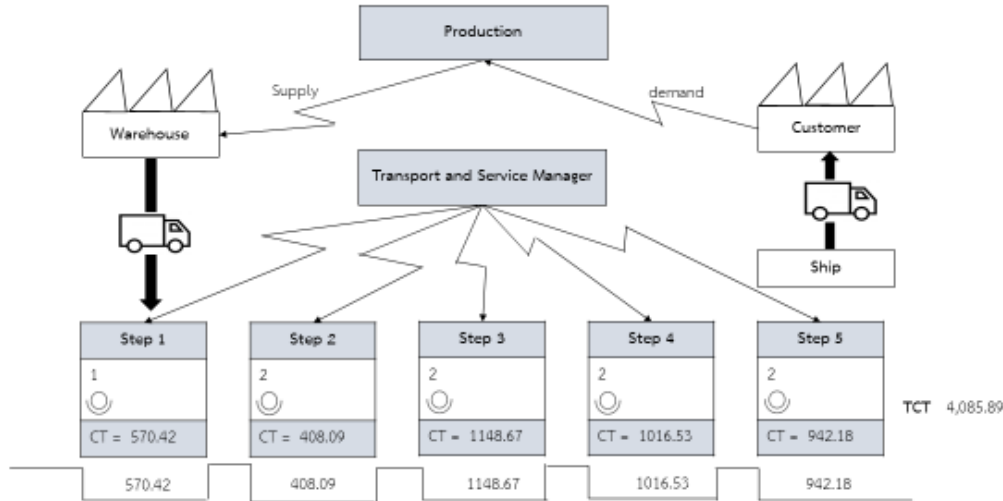 Production
Supply
demand
Warehouse
Customer
Transport and Service Manager
Ship
Step 1
Step 2
Step 3
Step 4
Step 5
1
2
2
2
2
TCT 4,085.89
CT = 570.42
CT = 408.09
CT = 1148.67
CT = 1016.53
CT = 942.18
570.42
408.09
1148.67
1016.53
942.18